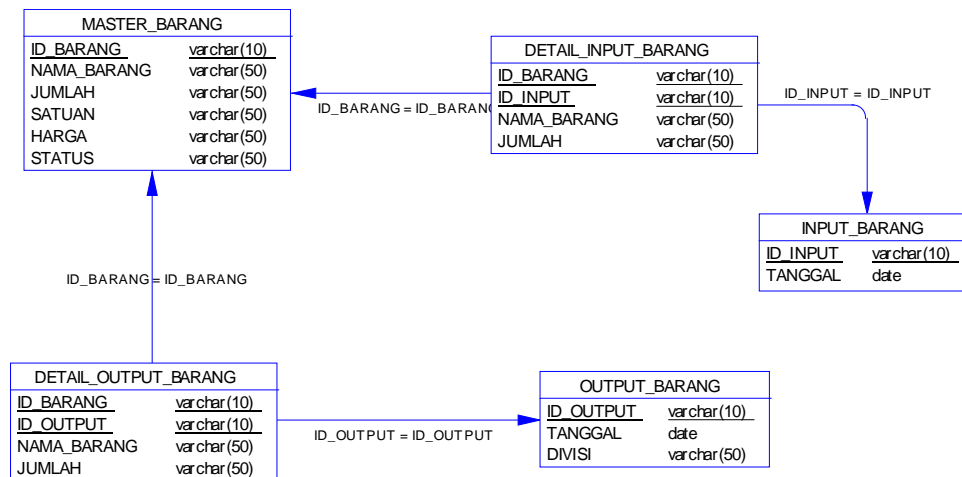 MASTER_BARANG
ID_BARANG varchar(10)
NAMA_BARANG varchar(50)
JUMLAH varchar(50)
SATUAN varchar(50)
HARGA varchar(50)
STATUS varchar(50)
ID_BARANG = ID_BARANG
DETAIL_INPUT_BARANG
ID_BARANG varchar(10)
ID_INPUT varchar(10)
NAMA_BARANG varchar(50)
JUMLAH varchar(50)
ID_INPUT = ID_INPUT
INPUT_BARANG
ID_INPUT varchar(10)
TANGGAL date
ID_BARANG = ID_BARANG
DETAIL_OUTPUT_BARANG
ID_BARANG varchar(10)
ID_OUTPUT varchar(10)
NAMA_BARANG varchar(50)
JUMLAH varchar(50)
ID_OUTPUT = ID_OUTPUT
OUTPUT_BARANG
ID_OUTPUT varchar(10)
TANGGAL date
DIVISI varchar(50)